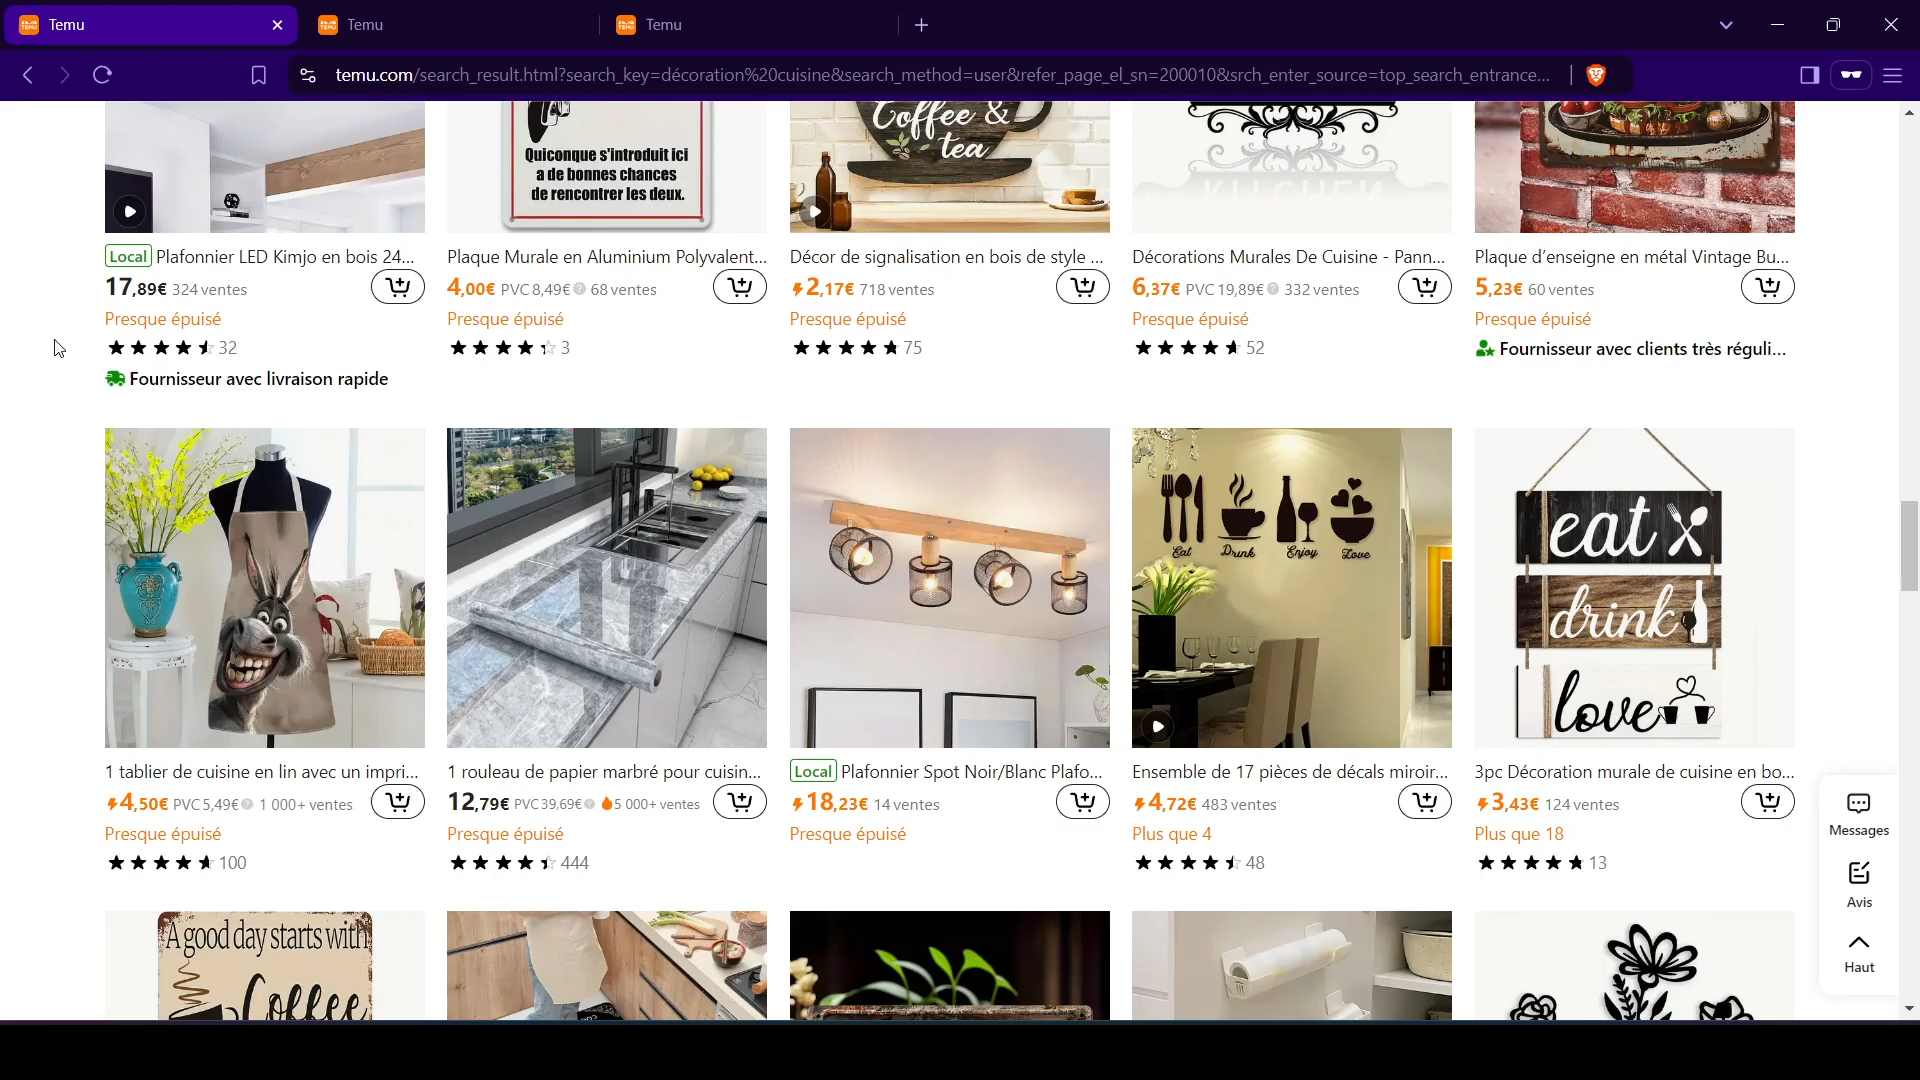 Temu
Temu
Temu
temu.com/search_result.html?search_key=décoration%20cuisine&search_method=user&refer_page_el_sn=200010&srch_enter_source=top_search_entrance...
Quiconque s'introduit ici
a de bonnes chances
de rencontrer les deux.
Coffee &
tea
KITCHEN
Local Plafonnier LED Kimjo en bois 24...
17,89€ 324 ventes
Presque épuisé
32
Fournisseur avec livraison rapide
Plaque Murale en Aluminium Polyvalent...
4,00€ PVC 8,49€ 68 ventes
Presque épuisé
3
Décor de signalisation en bois de style ...
2,17€ 718 ventes
Presque épuisé
75
Décorations Murales De Cuisine - Pann...
6,37€ PVC 19,89€ 332 ventes
Presque épuisé
52
Plaque d'enseigne en métal Vintage Bu...
5,23€ 60 ventes
Presque épuisé
Fournisseur avec clients très réguli...
Eat Drink Enjoy Love
eat
drink
love
1 tablier de cuisine en lin avec un impri...
4,50€ PVC 5,49€ 1 000+ ventes
Presque épuisé
100
1 rouleau de papier marbré pour cuisin...
12,79€ PVC 39,69€ 5 000+ ventes
Presque épuisé
444
Local Plafonnier Spot Noir/Blanc Plafo...
18,23€ 14 ventes
Presque épuisé
Ensemble de 17 pièces de décals miroir...
4,72€ 483 ventes
Plus que 4
48
3pc Décoration murale de cuisine en bo...
3,43€ 124 ventes
Plus que 18
13
Messages
Avis
Haut
A good day starts with
Coffee